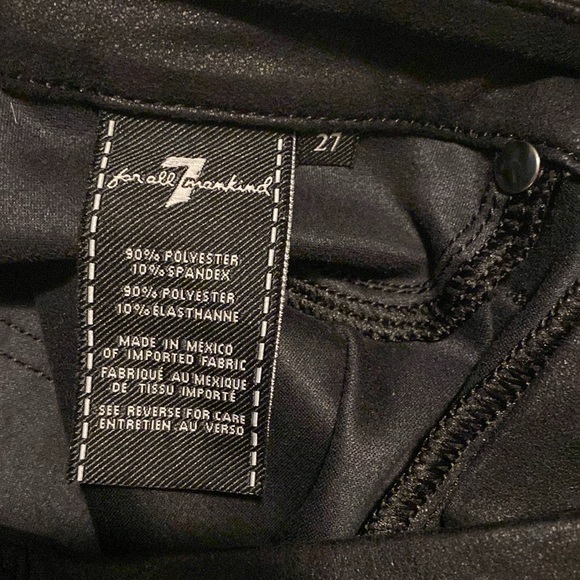 27
7
for all mankind
90% POLYESTER
10% SPANDEX
90% POLYESTER
10% ÉLASTHANNE
MADE IN MEXICO
OF IMPORTED FABRIC
FABRIQUÉ AU MEXIQUE
DE TISSU IMPORTÉ
SEE REVERSE FOR CARE
ENTRETIEN AU VERSO